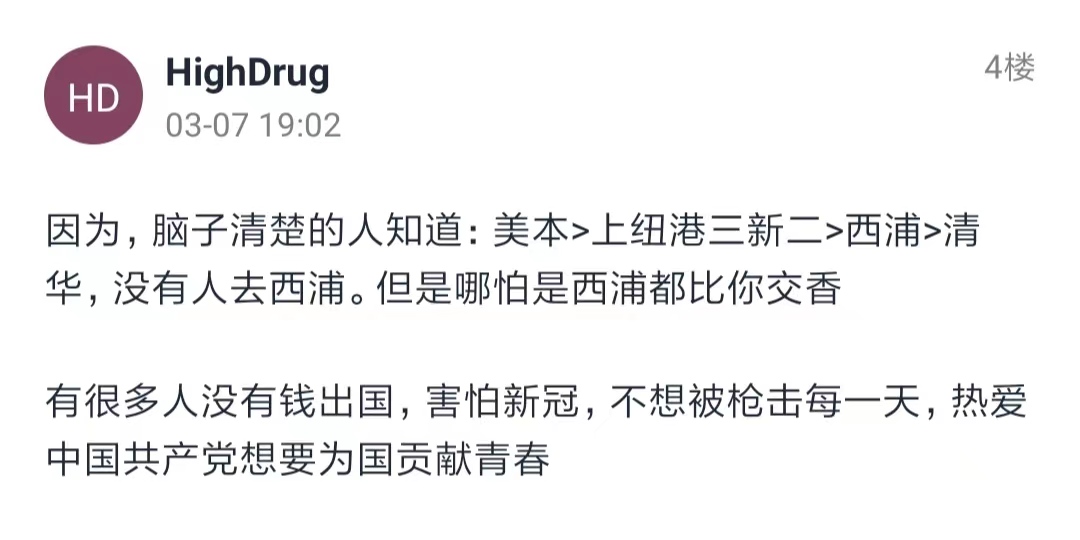 HD
HighDrug
4楼
03-07 19:02
因为，脑子清楚的人知道：美本>上纽港三新二>西浦>清
华，没有人去西浦。但是哪怕是西浦都比你交香
有很多人没有钱出国，害怕新冠，不想被枪击每一天，热爱
中国共产党想要为国贡献青春